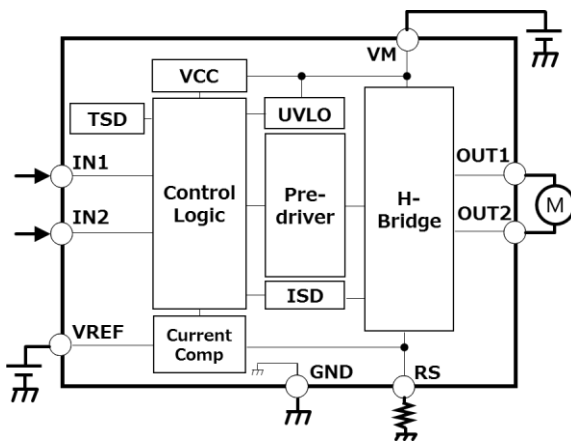 VM
VCC
TSD
UVLO
IN1
OUT1
Control
Logic
Pre-
driver
H-
Bridge
IN2
OUT2
M
ISD
VREF
Current
Comp
GND
RS